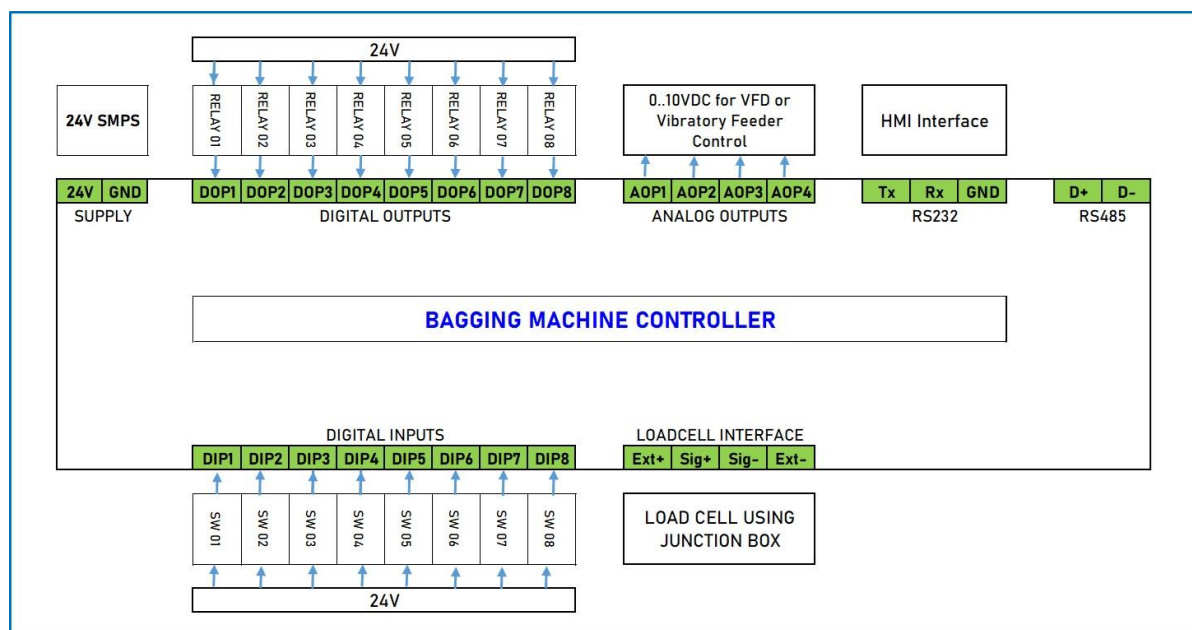 24V
24V SMPS
RELAY 01
RELAY 02
RELAY 03
RELAY 04
RELAY 05
RELAY 06
RELAY 07
RELAY 08
0..10VDC for VFD or
Vibratory Feeder
Control
HMI Interface
24V GND
DOP1 DOP2 DOP3 DOP4 DOP5 DOP6 DOP7 DOP8
AOP1 AOP2 AOP3 AOP4
Tx Rx GND
D+ D-
SUPPLY
DIGITAL OUTPUTS
ANALOG OUTPUTS
RS232
RS485
BAGGING MACHINE CONTROLLER
DIGITAL INPUTS
LOADCELL INTERFACE
DIP1 DIP2 DIP3 DIP4 DIP5 DIP6 DIP7 DIP8
Ext+ Sig+ Sig- Ext-
SW 01
SW 02
SW 03
SW 04
SW 05
SW 06
SW 07
SW 08
LOAD CELL USING
JUNCTION BOX
24V